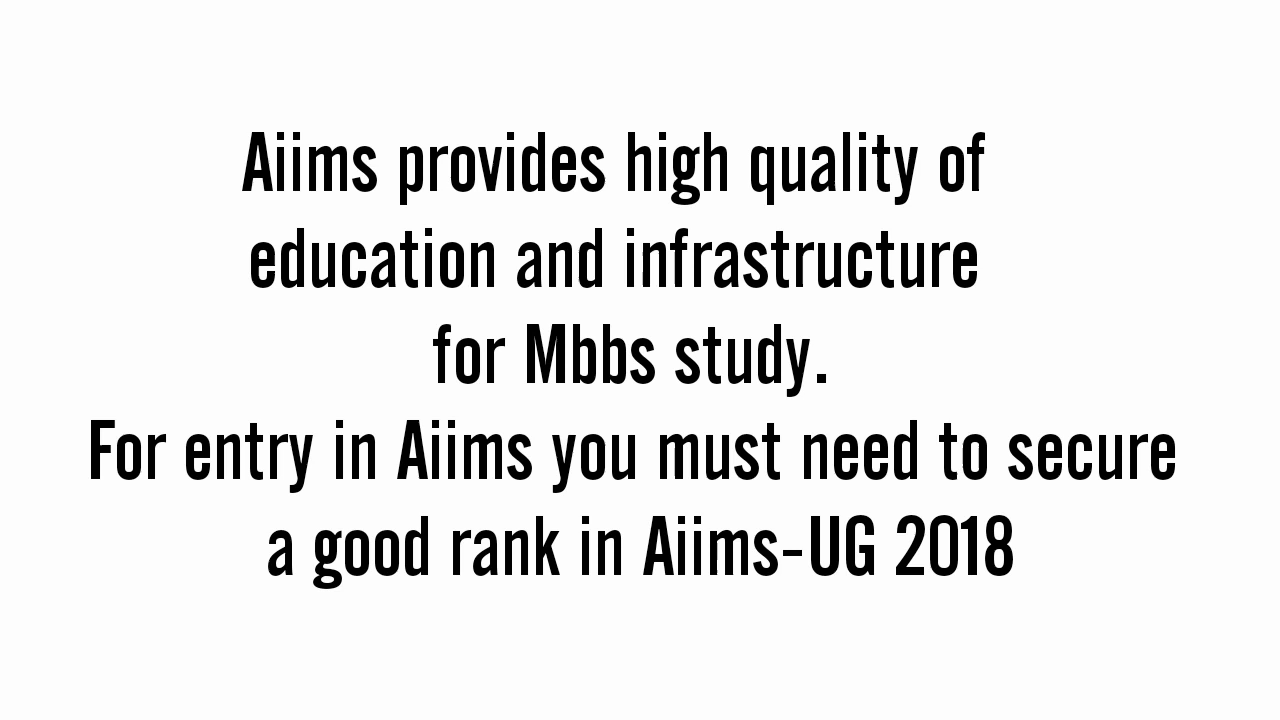 Aiims provides high quality of
education and infrastructure
for Mbbs study.
For entry in Aiims you must need to secure
a good rank in Aiims-UG 2018